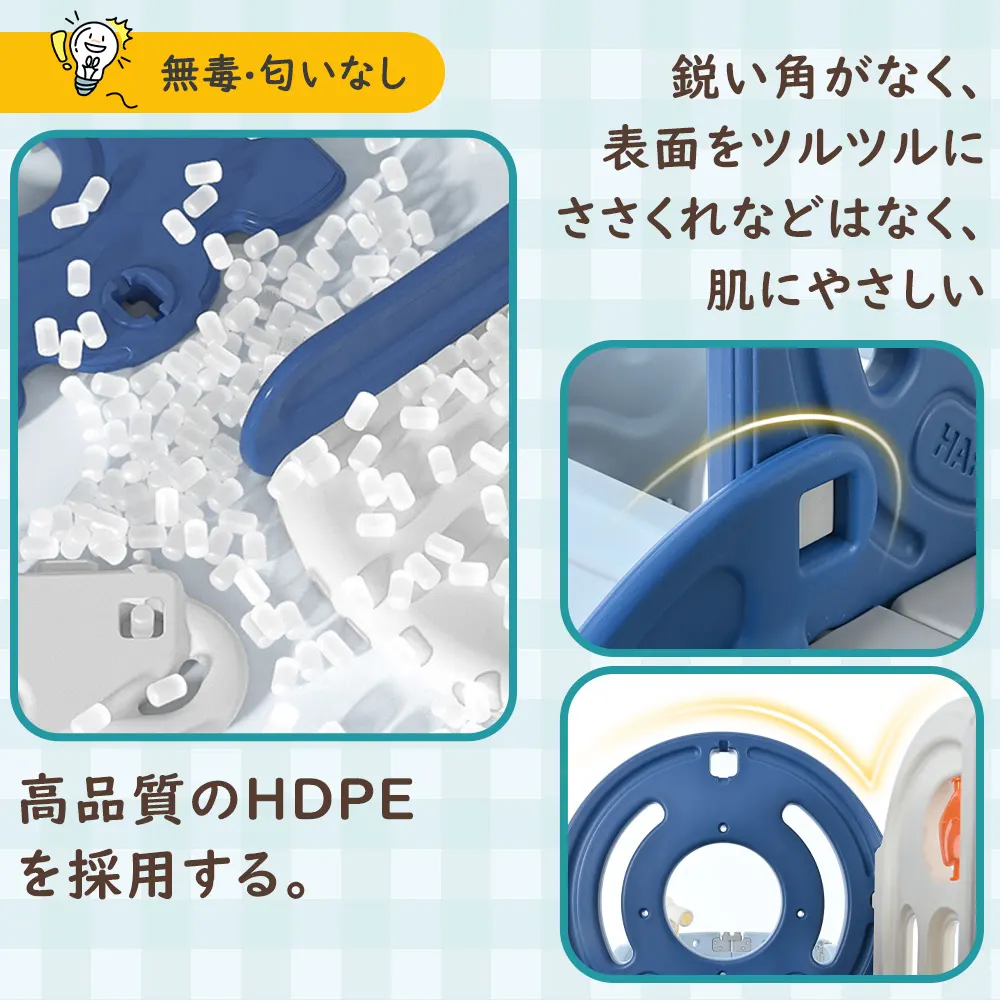 無毒・匂いなし
鋭い角がなく、
表面をツルツルに
ささくれなどはなく、
肌にやさしい
高品質のHDPE
を採用する。